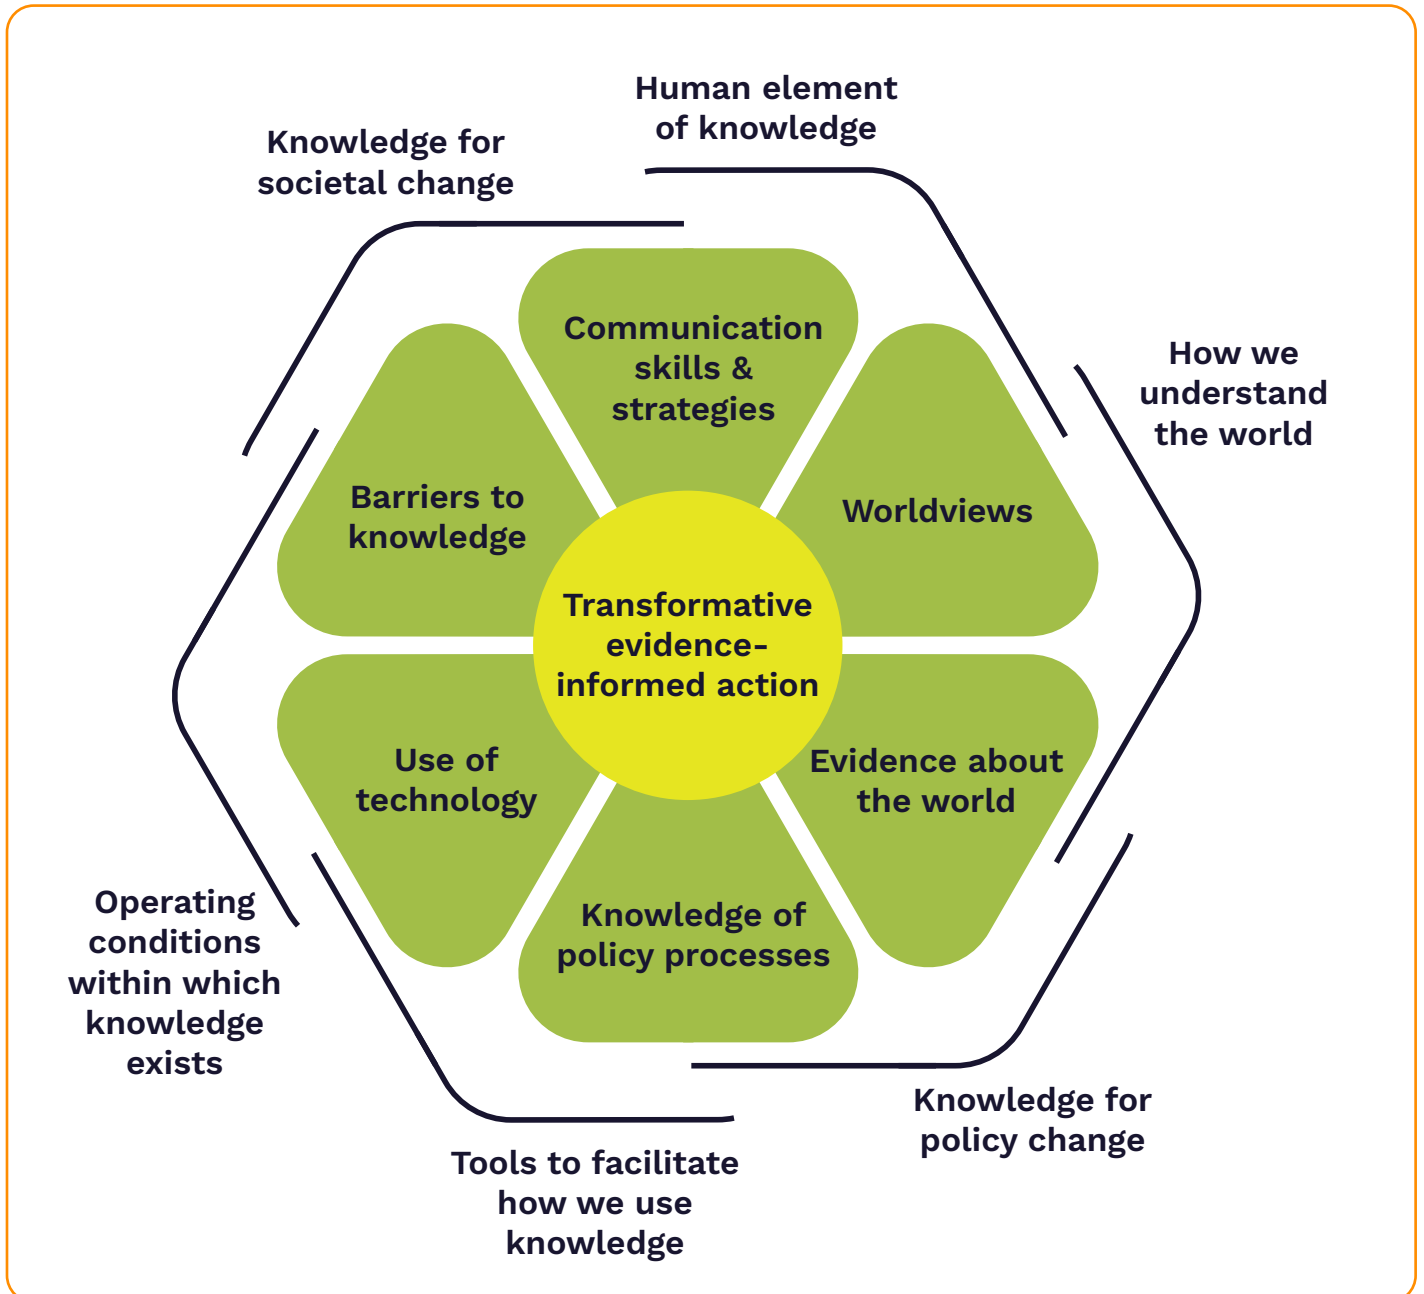 Human element
of knowledge
Knowledge for
societal change
How we
understand
the world
Communication
skills &
strategies
Barriers to
knowledge
Worldviews
Transformative
evidence-
informed action
Use of
technology
Evidence about
the world
Knowledge of
policy processes
Operating
conditions
within which
knowledge
exists
Knowledge for
policy change
Tools to facilitate
how we use
knowledge